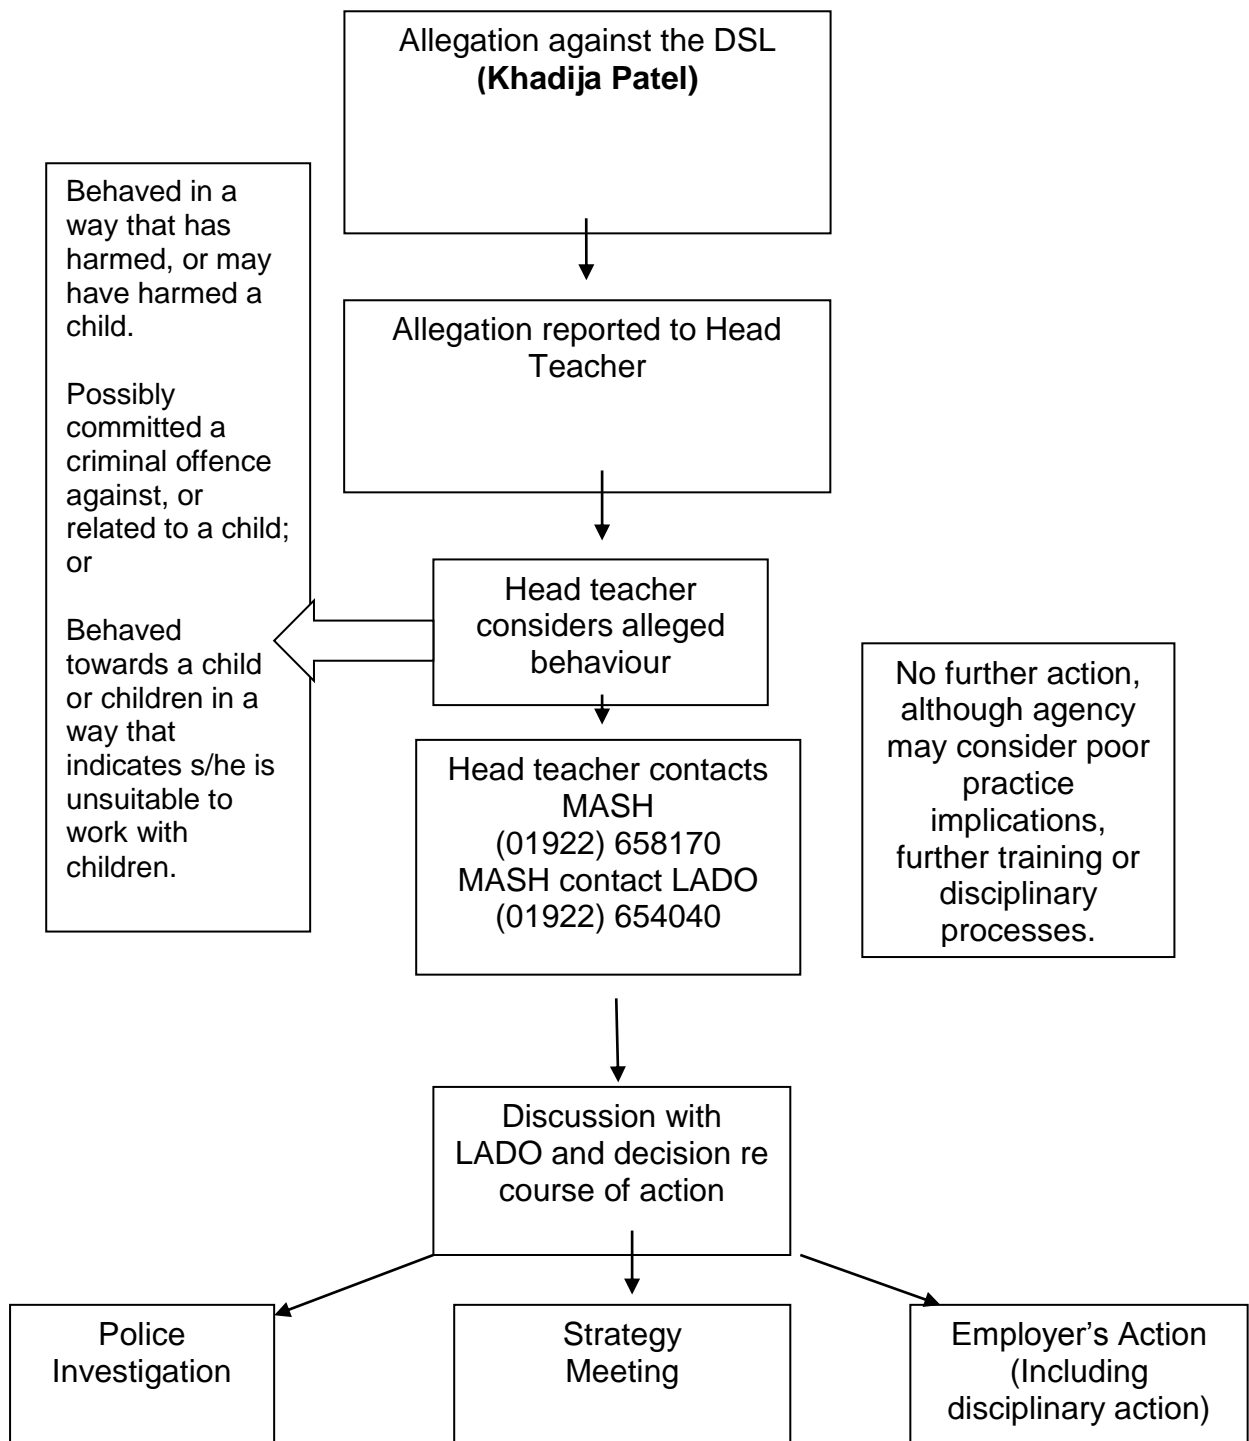 Allegation against the DSL
(Khadija Patel)
Behaved in a
way that has
harmed, or may
have harmed a
child.
Possibly
committed a
criminal offence
against, or
related to a child;
or
Behaved
towards a child
or children in a
way that
indicates s/he is
unsuitable to
work with
children.
Allegation reported to Head
Teacher
Head teacher
considers alleged
behaviour
No further action,
although agency
may consider poor
practice
implications,
further training or
disciplinary
processes.
Head teacher contacts
MASH
(01922) 658170
MASH contact LADO
(01922) 654040
Discussion with
LADO and decision re
course of action
Police
Investigation
Strategy
Meeting
Employer’s Action
(Including
disciplinary action)